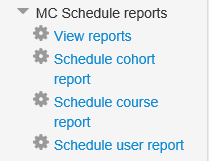 MC Schedule reports
View reports
Schedule cohort
report
Schedule course
report
Schedule user report